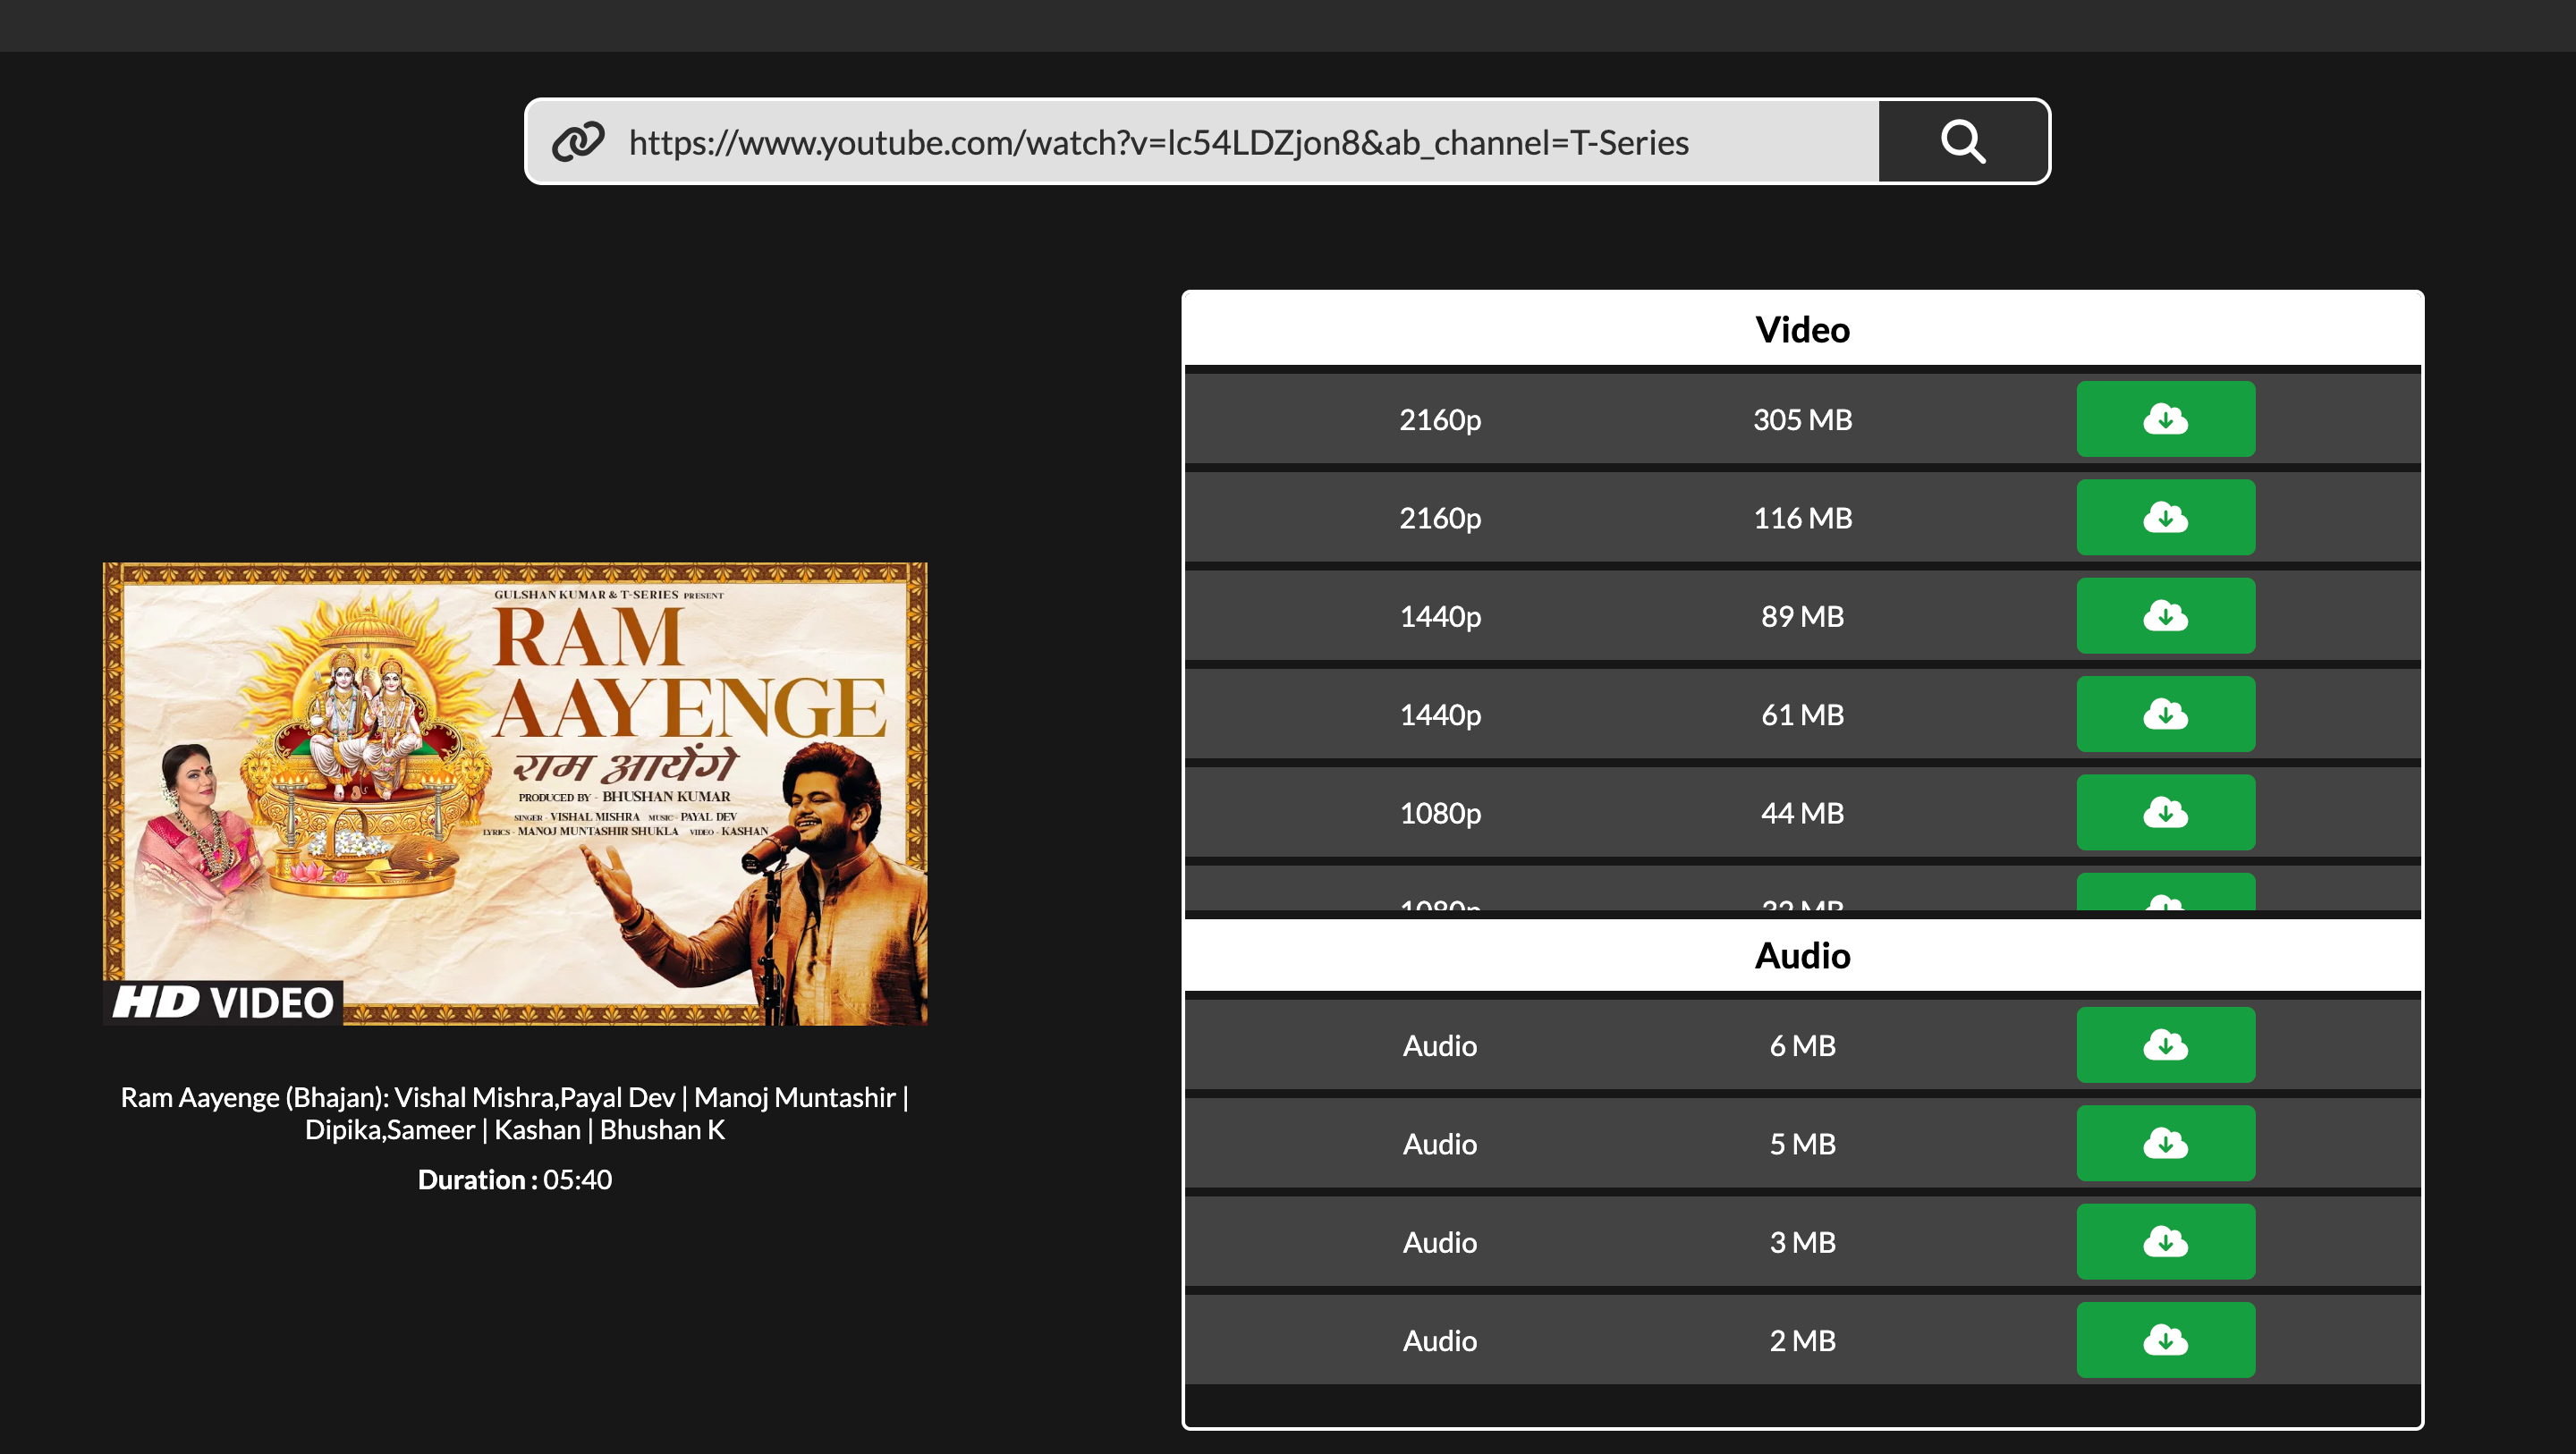 https://www.youtube.com/watch?v=lc54LDZjon8&ab_channel=T-Series
GULSHAN KUMAR & T-SERIES PRESENT
RAM
AAYENGE
राम आयेंगे
PRODUCED BY - BHUSHAN KUMAR
SINGER - VISHAL MISHRA MUSIC - PAYAL DEV
LYRICS - MANOJ MUNTASHIR SHUKLA VIDEO - KASHAN
HD VIDEO
Ram Aayenge (Bhajan): Vishal Mishra,Payal Dev | Manoj Muntashir |
Dipika,Sameer | Kashan | Bhushan K
Duration : 05:40
Video
2160p 305 MB
2160p 116 MB
1440p 89 MB
1440p 61 MB
1080p 44 MB
1080p MB
Audio
Audio 6 MB
Audio 5 MB
Audio 3 MB
Audio 2 MB